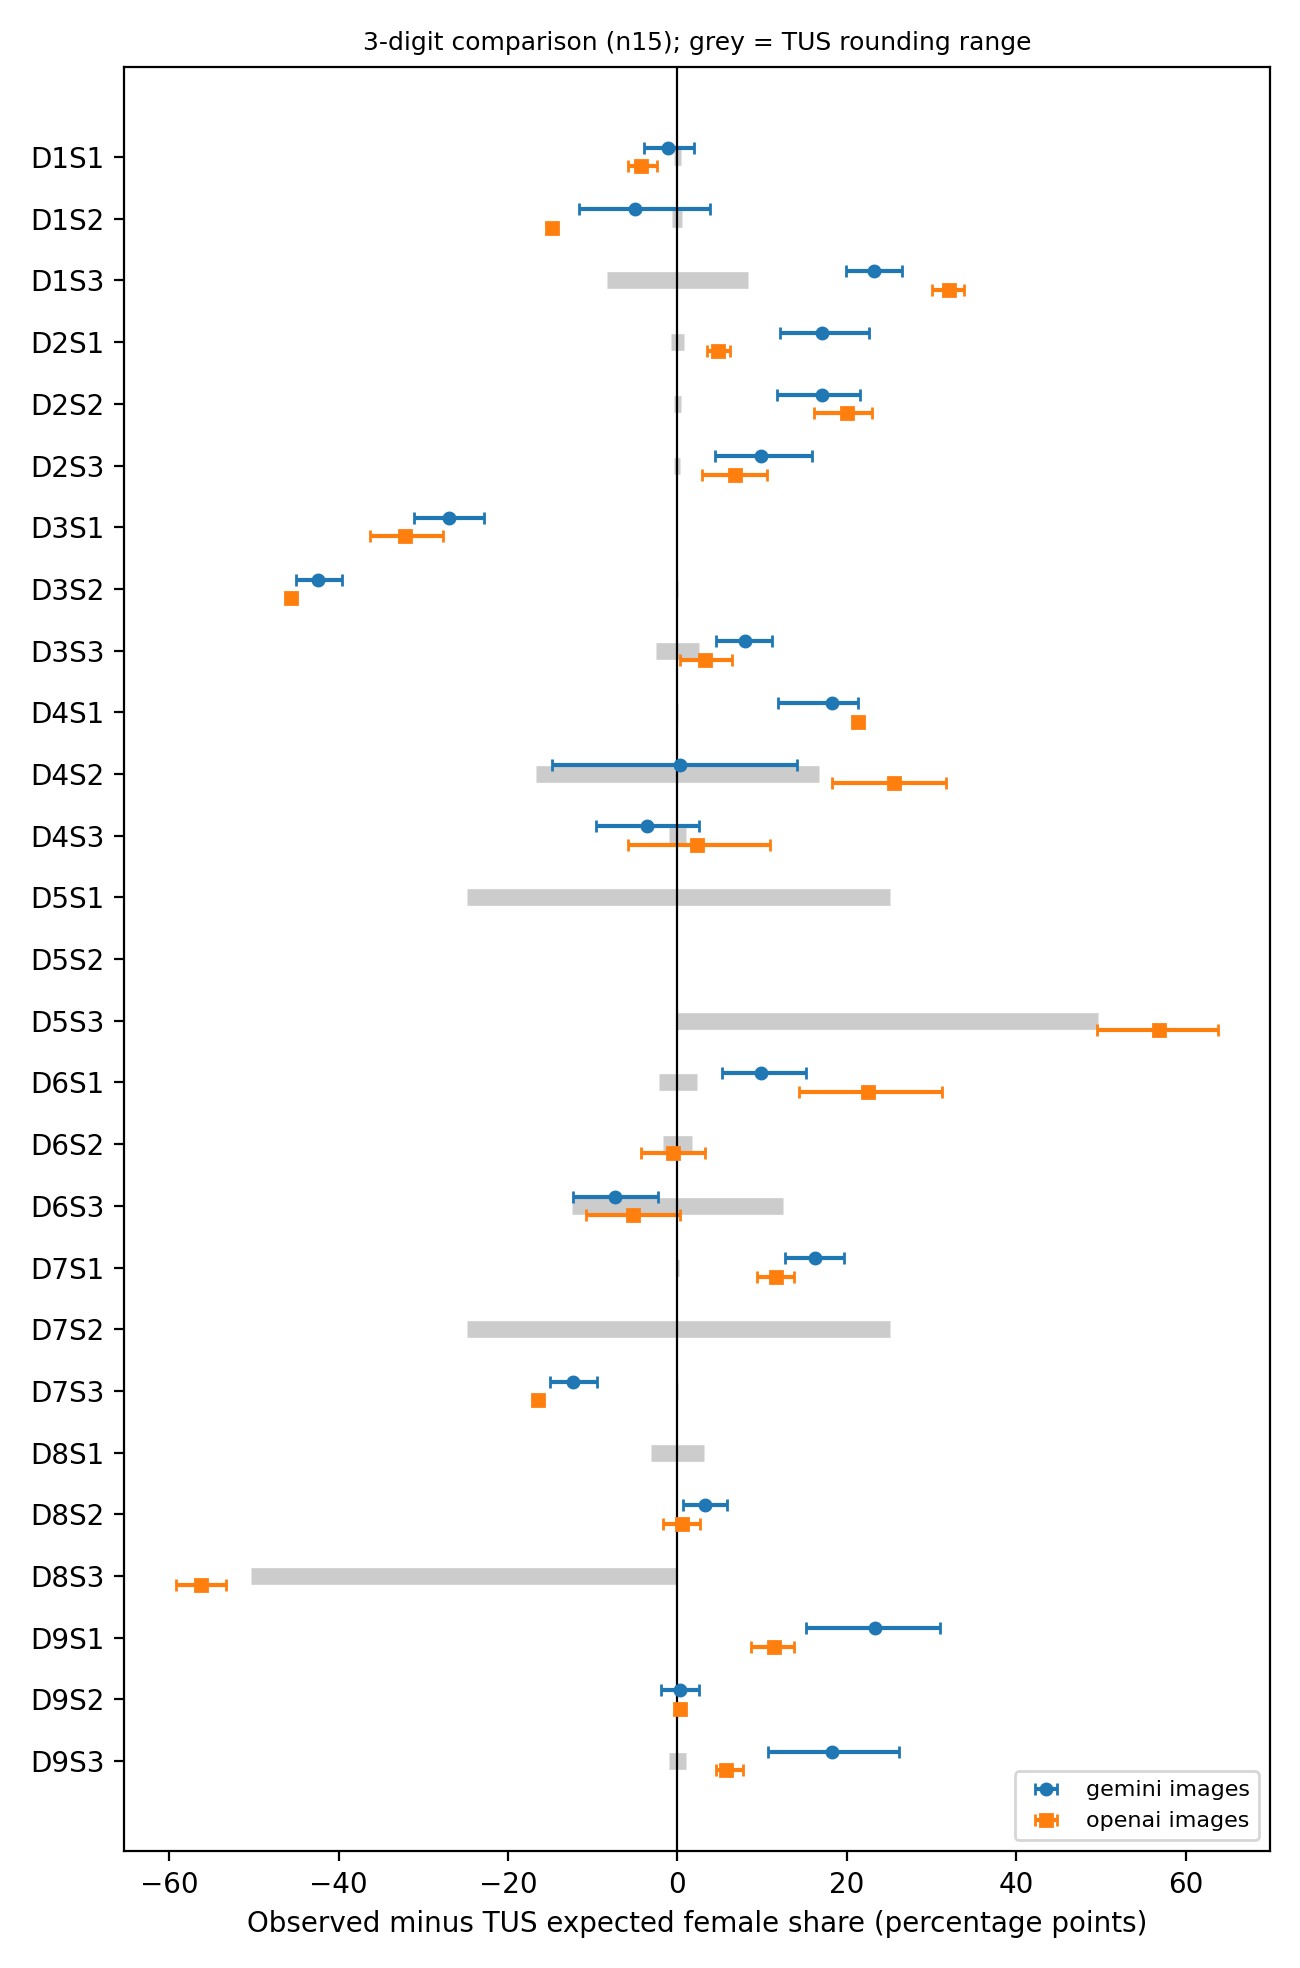 3-digit comparison (n15); grey = TUS rounding range
D1S1
D1S2
D1S3
D2S1
D2S2
D2S3
D3S1
D3S2
D3S3
D4S1
D4S2
D4S3
D5S1
D5S2
D5S3
D6S1
D6S2
D6S3
D7S1
D7S2
D7S3
D8S1
D8S2
D8S3
D9S1
D9S2
D9S3
gemini images
openai images
−60 −40 −20 0 20 40 60
Observed minus TUS expected female share (percentage points)